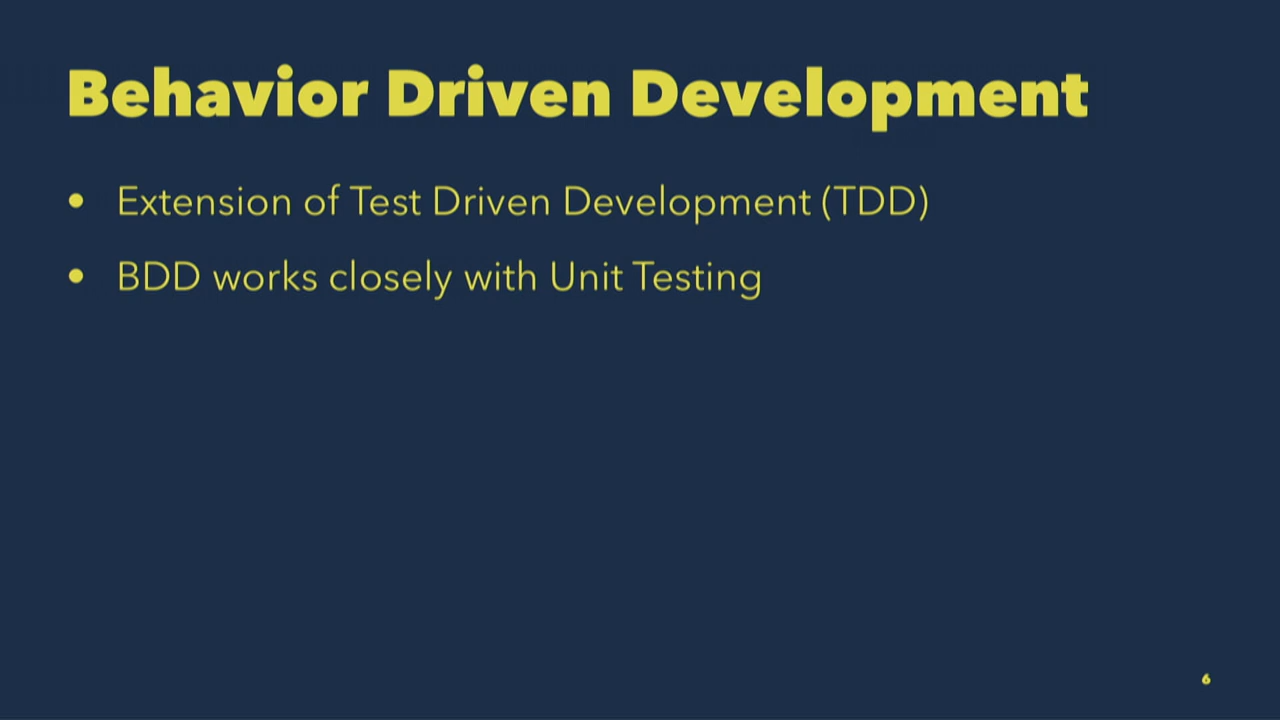 Behavior Driven Development
• Extension of Test Driven Development (TDD)
• BDD works closely with Unit Testing
6